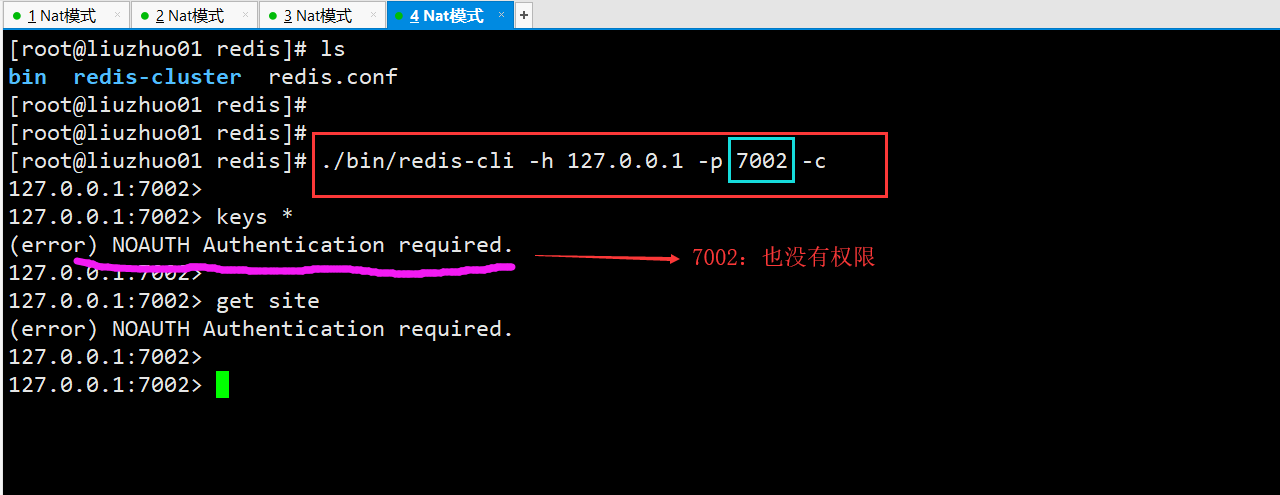 1 Nat模式 × 2 Nat模式 × 3 Nat模式 × 4 Nat模式 × +
[root@liuzhuo01 redis]# ls
bin redis-cluster redis.conf
[root@liuzhuo01 redis]#
[root@liuzhuo01 redis]#
[root@liuzhuo01 redis]# ./bin/redis-cli -h 127.0.0.1 -p 7002 -c
127.0.0.1:7002>
127.0.0.1:7002> keys *
(error) NOAUTH Authentication required.
7002：也没有权限
127.0.0.1:7002>
127.0.0.1:7002> get site
(error) NOAUTH Authentication required.
127.0.0.1:7002>
127.0.0.1:7002>